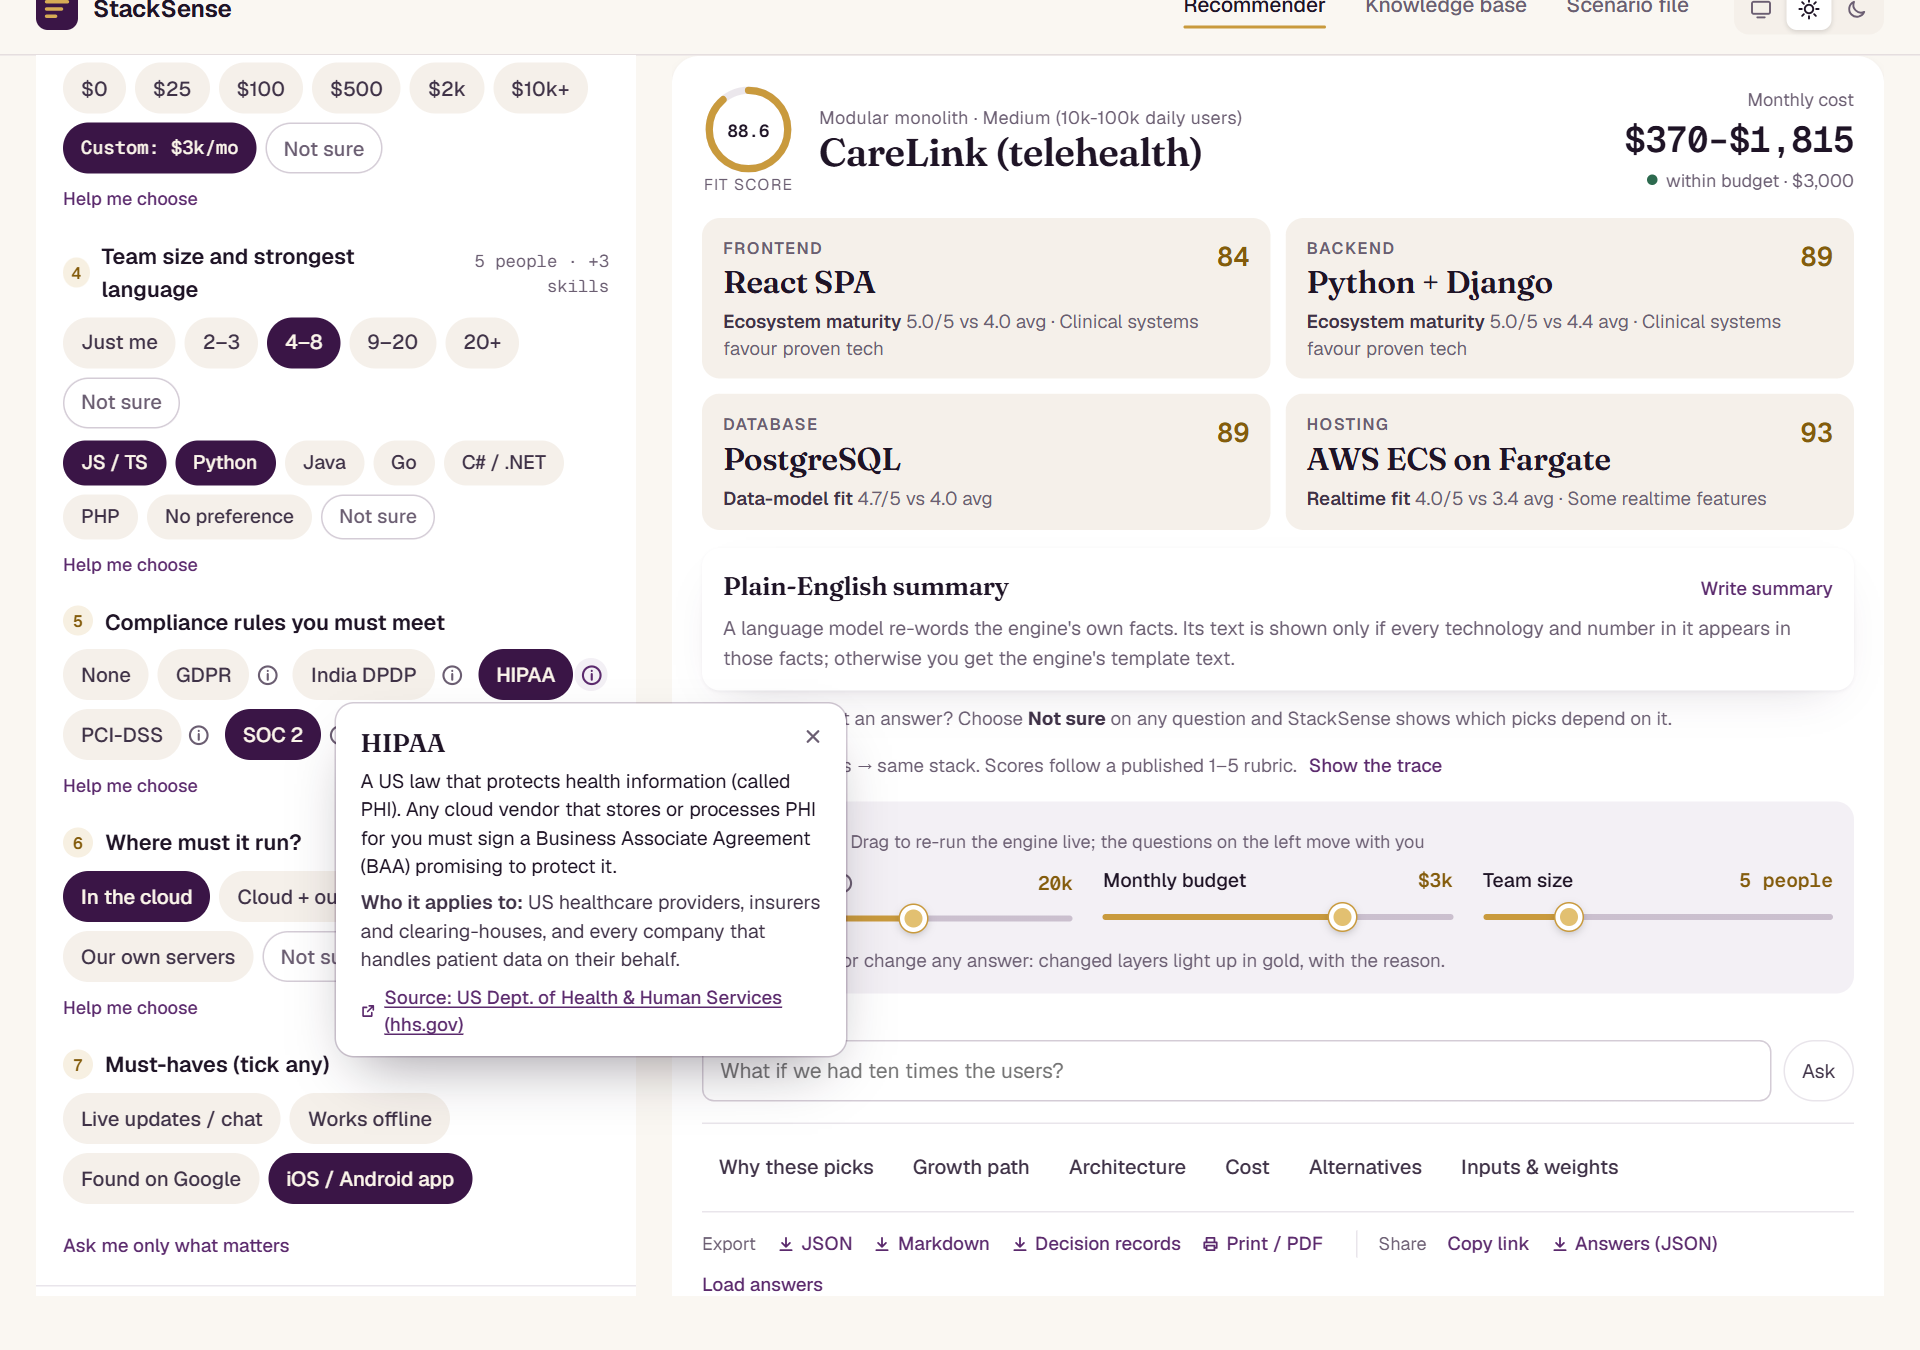 StackSense
Recommender Knowledge base Scenario file
$0 $25 $100 $500 $2k $10k+
Custom: $3k/mo Not sure
Help me choose
4 Team size and strongest language
5 people · +3 skills
Just me 2–3 4–8 9–20 20+
Not sure
JS / TS Python Java Go C# / .NET
PHP No preference Not sure
Help me choose
5 Compliance rules you must meet
None GDPR India DPDP HIPAA
PCI-DSS SOC 2
Help me choose
6 Where must it run?
In the cloud Cloud + ou
Our own servers Not su
Help me choose
7 Must-haves (tick any)
Live updates / chat Works offline
Found on Google iOS / Android app
Ask me only what matters
HIPAA
A US law that protects health information (called
PHI). Any cloud vendor that stores or processes PHI
for you must sign a Business Associate Agreement
(BAA) promising to protect it.
Who it applies to: US healthcare providers, insurers
and clearing-houses, and every company that
handles patient data on their behalf.
Source: US Dept. of Health & Human Services
(hhs.gov)
88.6
FIT SCORE
Modular monolith · Medium (10k-100k daily users)
CareLink (telehealth)
Monthly cost
$370–$1,815
within budget · $3,000
FRONTEND
84
React SPA
Ecosystem maturity 5.0/5 vs 4.0 avg · Clinical systems
favour proven tech
BACKEND
89
Python + Django
Ecosystem maturity 5.0/5 vs 4.4 avg · Clinical systems
favour proven tech
DATABASE
89
PostgreSQL
Data-model fit 4.7/5 vs 4.0 avg
HOSTING
93
AWS ECS on Fargate
Realtime fit 4.0/5 vs 3.4 avg · Some realtime features
Plain-English summary
Write summary
A language model re-words the engine's own facts. Its text is shown only if every technology and number in it appears in
those facts; otherwise you get the engine's template text.
t an answer? Choose Not sure on any question and StackSense shows which picks depend on it.
s → same stack. Scores follow a published 1–5 rubric. Show the trace
Drag to re-run the engine live; the questions on the left move with you
20k
Monthly budget $3k
Team size 5 people
or change any answer: changed layers light up in gold, with the reason.
What if we had ten times the users?
Ask
Why these picks Growth path Architecture Cost Alternatives Inputs & weights
Export JSON Markdown Decision records Print / PDF Share Copy link Answers (JSON)
Load answers